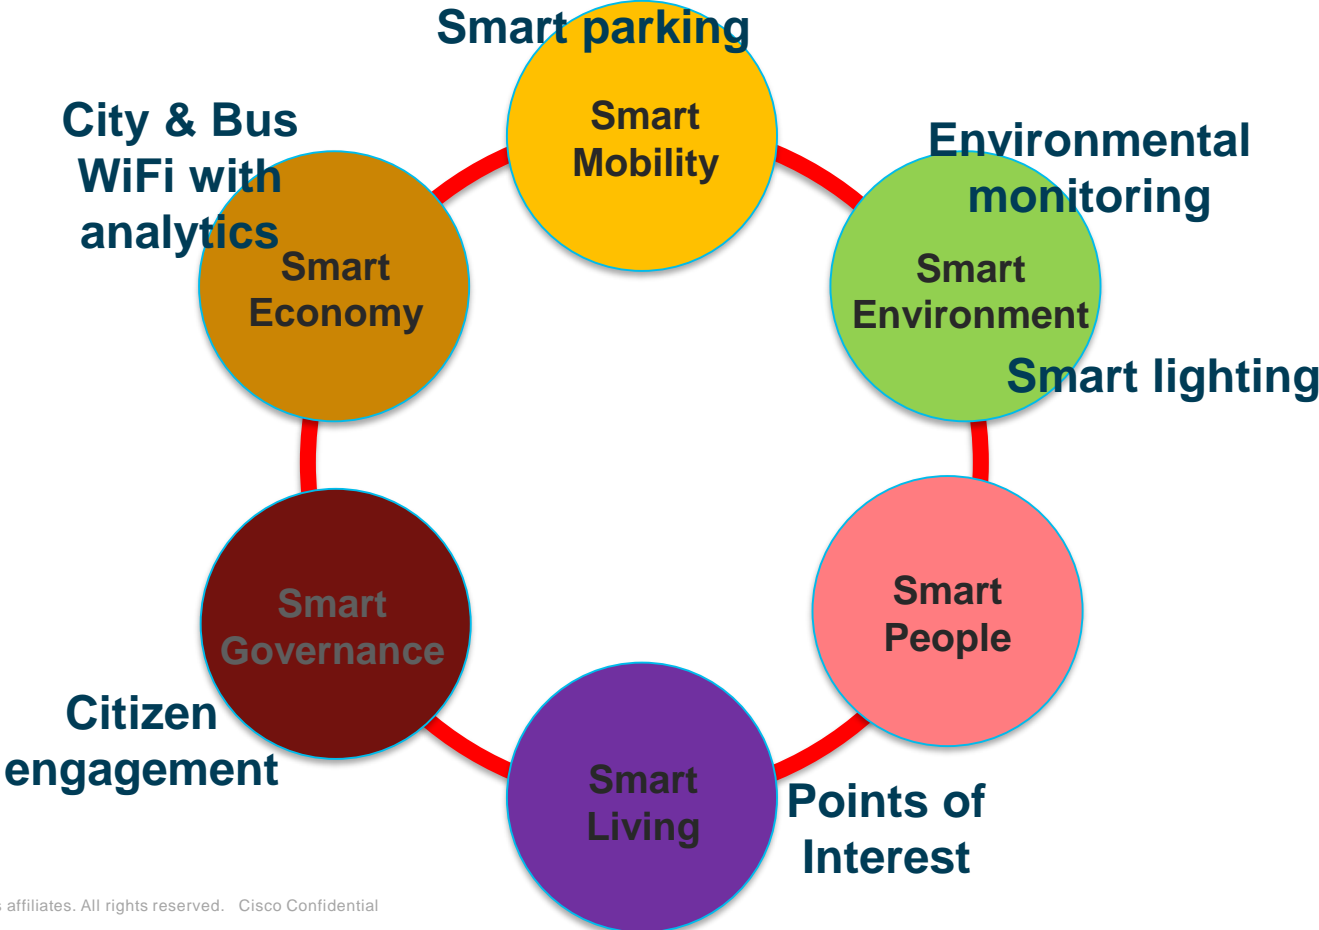 Smart parking
Smart
Mobility
City & Bus
WiFi with
analytics
Smart
Economy
Environmental
monitoring
Smart
Environment
Smart lighting
Smart
People
Smart
Governance
Citizen
engagement
Smart
Living
Points of
Interest
affiliates. All rights reserved. Cisco Confidential